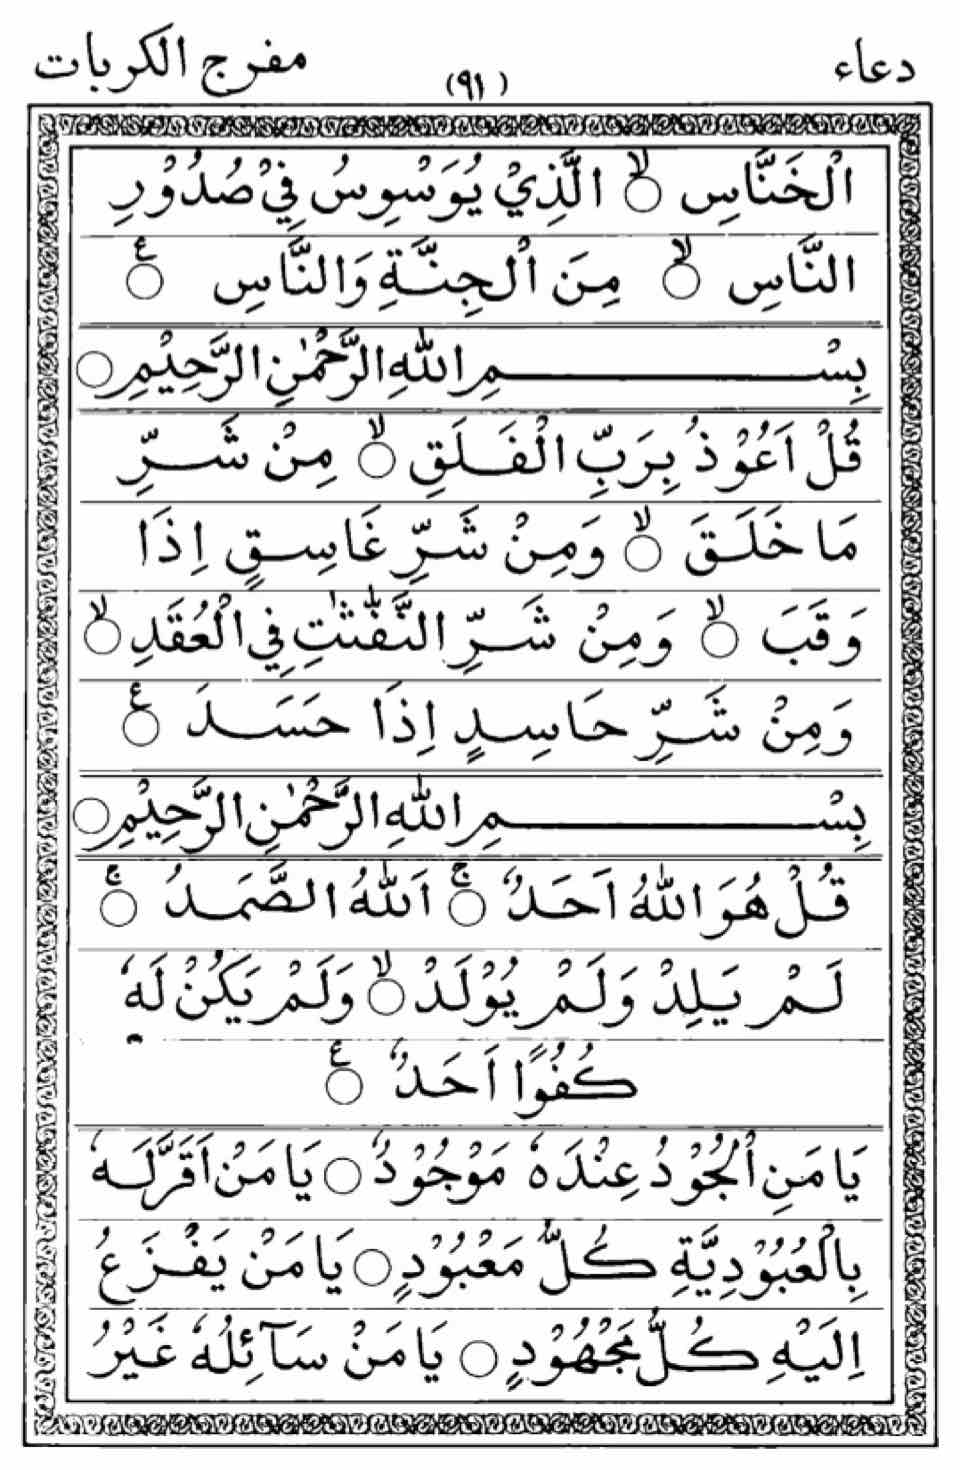 دعاء (٩١) مفرج الكربات
الْخَنَّاسِ ۙ○ الَّذِيْ يُوَسْوِسُ فِيْ صُدُوْرِ
النَّاسِ ۙ○ مِنَ الْجِنَّةِ وَالنَّاسِ ○ع
بِسْمِ اللّٰهِ الرَّحْمٰنِ الرَّحِيْمِ○
قُلْ اَعُوْذُ بِرَبِّ الْفَلَقِ ۙ○ مِنْ شَرِّ
مَا خَلَقَ ۙ○ وَمِنْ شَرِّ غَاسِقٍ اِذَا
وَقَبَ ۙ○ وَمِنْ شَرِّ النَّفّٰثٰتِ فِي الْعُقَدِ ۙ○
وَمِنْ شَرِّ حَاسِدٍ اِذَا حَسَدَ ○ع
بِسْمِ اللّٰهِ الرَّحْمٰنِ الرَّحِيْمِ○
قُلْ هُوَ اللّٰهُ اَحَدٌ ۚ○ اَللّٰهُ الصَّمَدُ ۚ○
لَمْ يَلِدْ وَلَمْ يُوْلَدْ ۙ○ وَلَمْ يَكُنْ لَهٗ
كُفُوًا اَحَدٌ ○ع
يَا مَنِ الْجُوْدُ عِنْدَهٗ مَوْجُوْدٌ○ يَا مَنْ اَقَرَّ لَهٗ
بِالْعُبُوْدِيَّةِ كُلُّ مَعْبُوْدٍ○ يَا مَنْ يَفْزَعُ
اِلَيْهِ كُلُّ مَجْهُوْدٍ○ يَا مَنْ سَآئِلُهٗ غَيْرُ